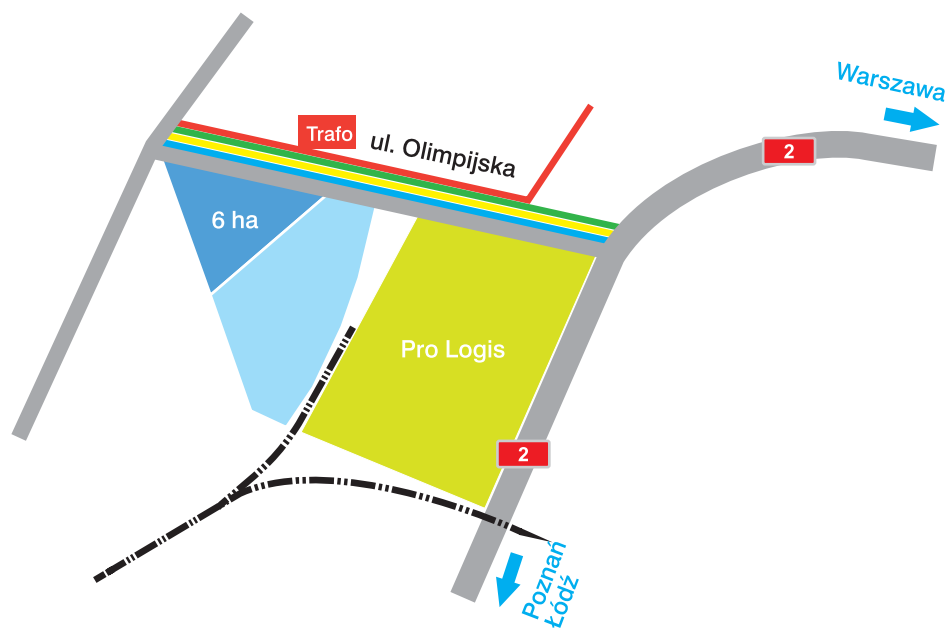 Warszawa
2
Trafo
ul. Olimpijska
6 ha
Pro Logis
2
Poznań
Łódź